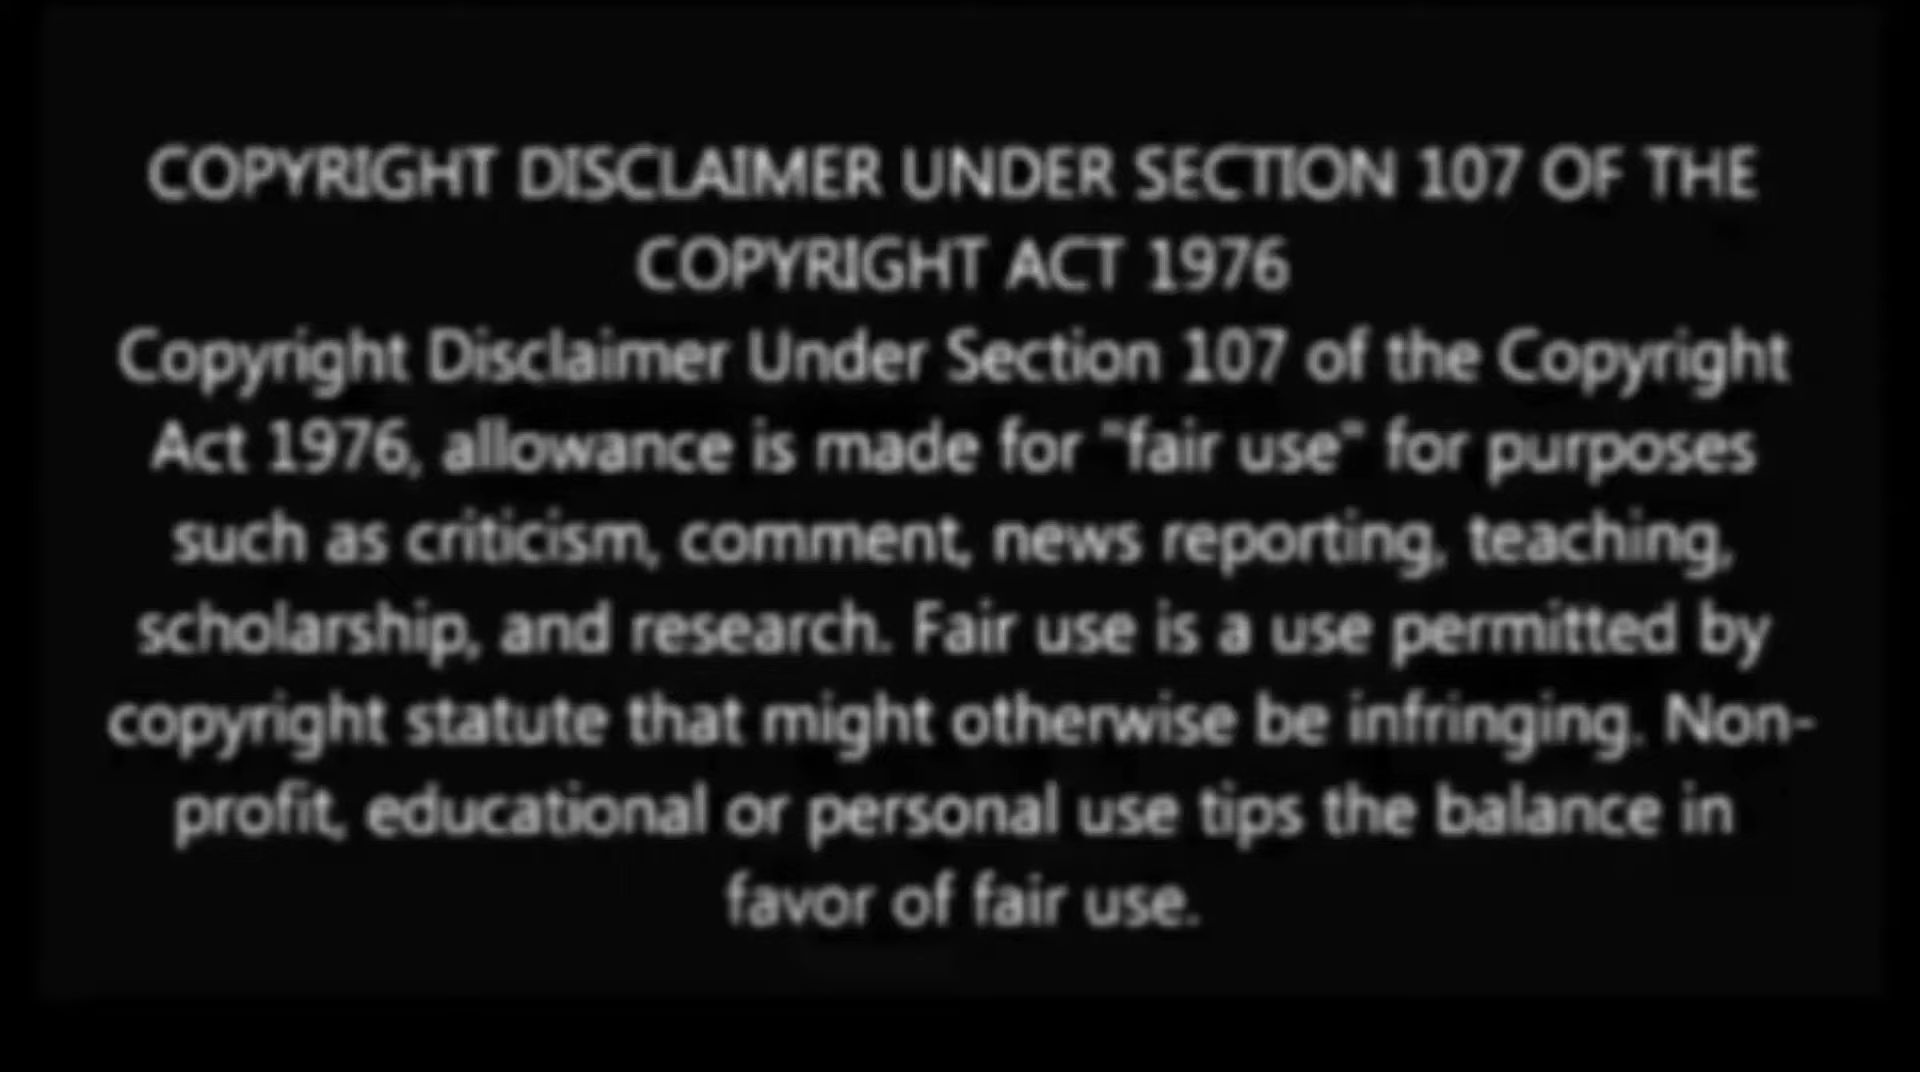 COPYRIGHT DISCLAIMER UNDER SECTION 107 OF THE
COPYRIGHT ACT 1976
Copyright Disclaimer Under Section 107 of the Copyright
Act 1976, allowance is made for "fair use" for purposes
such as criticism, comment, news reporting, teaching,
scholarship, and research. Fair use is a use permitted by
copyright statute that might otherwise be infringing. Non-
profit, educational or personal use tips the balance in
favor of fair use.